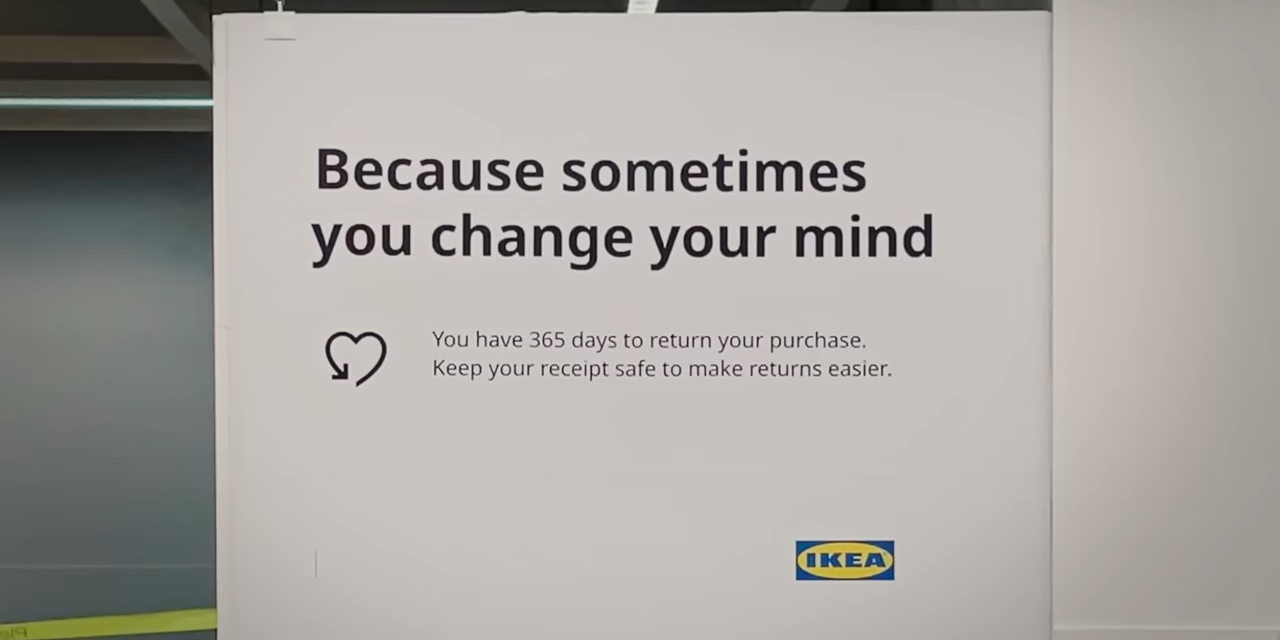 Because sometimes
you change your mind
You have 365 days to return your purchase.
Keep your receipt safe to make returns easier.
IKEA